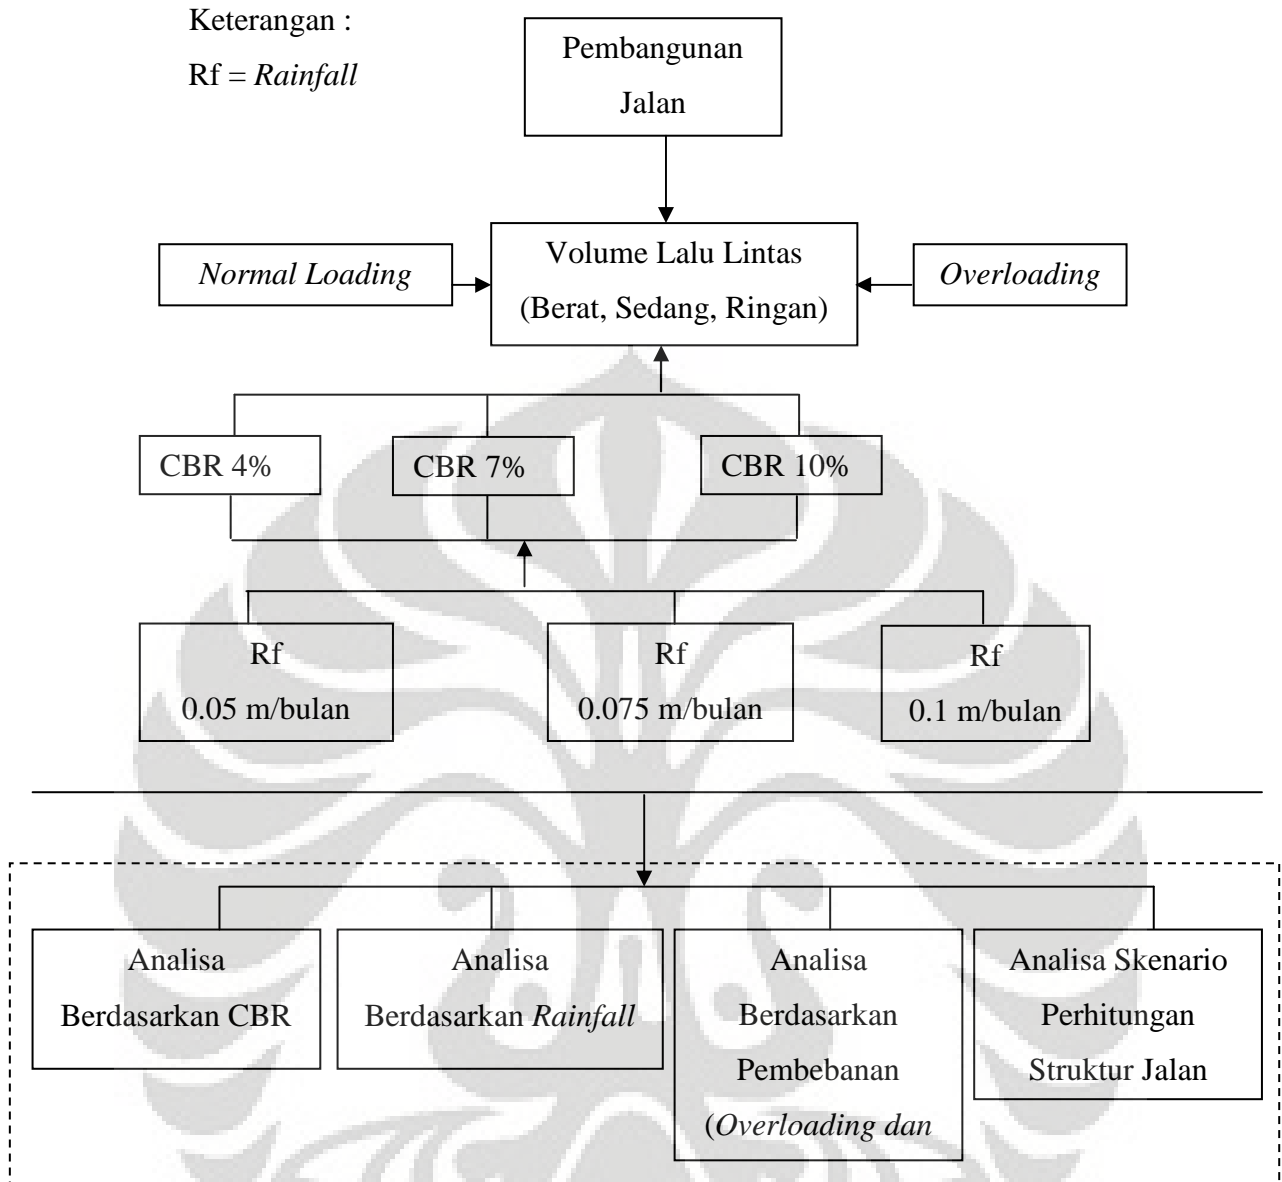 Keterangan :
Rf = Rainfall
Pembangunan
Jalan
Normal Loading
Volume Lalu Lintas
(Berat, Sedang, Ringan)
Overloading
CBR 4%
CBR 7%
CBR 10%
Rf
0.05 m/bulan
Rf
0.075 m/bulan
Rf
0.1 m/bulan
Analisa
Berdasarkan CBR
Analisa
Berdasarkan Rainfall
Analisa
Berdasarkan
Pembebanan
(Overloading dan
Analisa Skenario
Perhitungan
Struktur Jalan